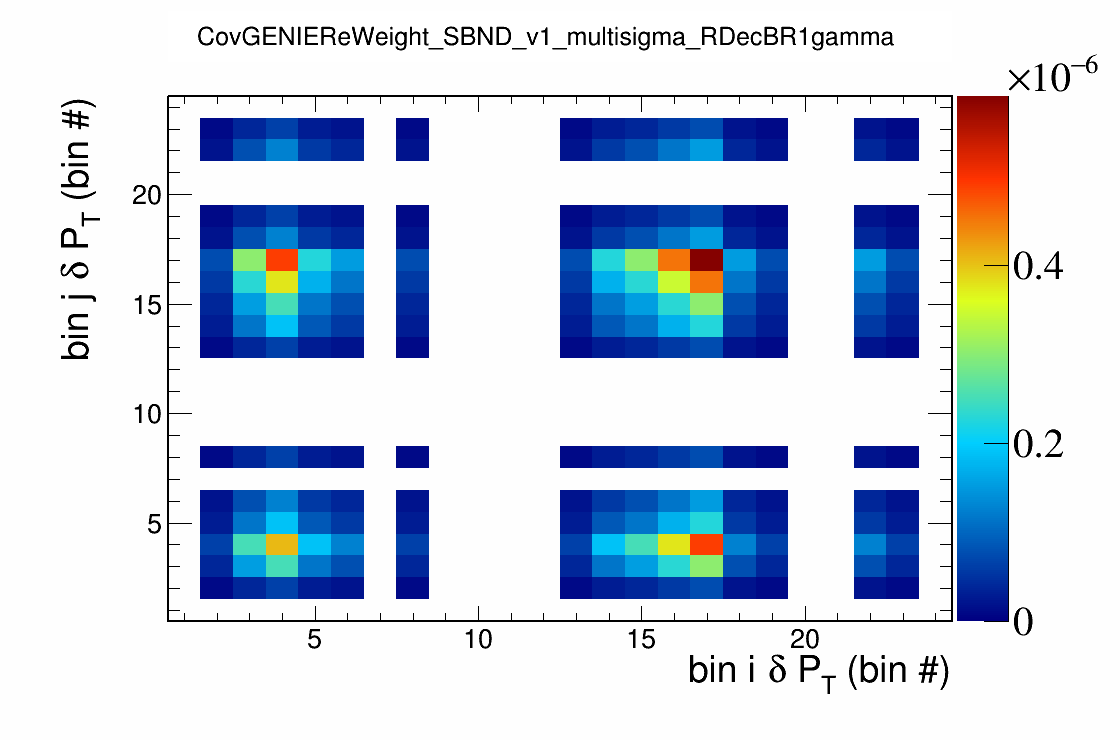 CovGENIEReWeight_SBND_v1_multisigma_RDecBR1gamma
×10⁻⁶
bin j δ P_T (bin #)
20
15
10
5
0.4
0.2
0
5 10 15 20
bin i δ P_T (bin #)